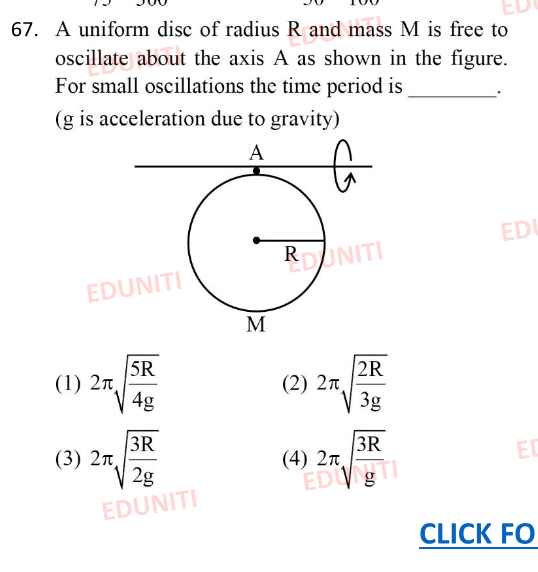 67. A uniform disc of radius R and mass M is free to
oscillate about the axis A as shown in the figure.
For small oscillations the time period is ________.
(g is acceleration due to gravity)
A
R
M
(1) 2π√(5R/4g) (2) 2π√(2R/3g)
(3) 2π√(3R/2g) (4) 2π√(3R/g)
EDUNITI
EDUNITI
EDUNITI
EDUNITI
EDUNITI
EDUNITI
CLICK FO